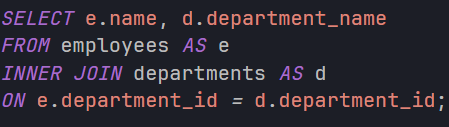 SELECT e.name, d.department_name
FROM employees AS e
INNER JOIN departments AS d
ON e.department_id = d.department_id;